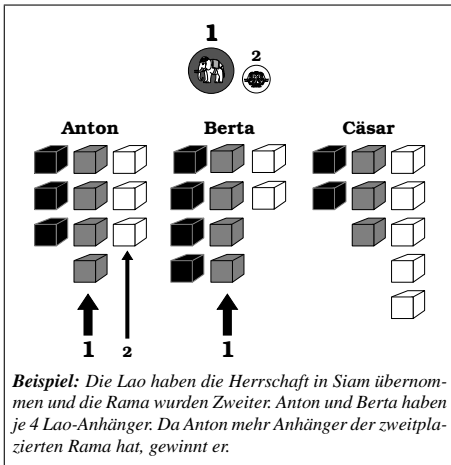 1
2
Anton Berta Cäsar
1 2 1
Beispiel: Die Lao haben die Herrschaft in Siam übernom-
men und die Rama wurden Zweiter. Anton und Berta haben
je 4 Lao-Anhänger. Da Anton mehr Anhänger der zweitpla-
zierten Rama hat, gewinnt er.